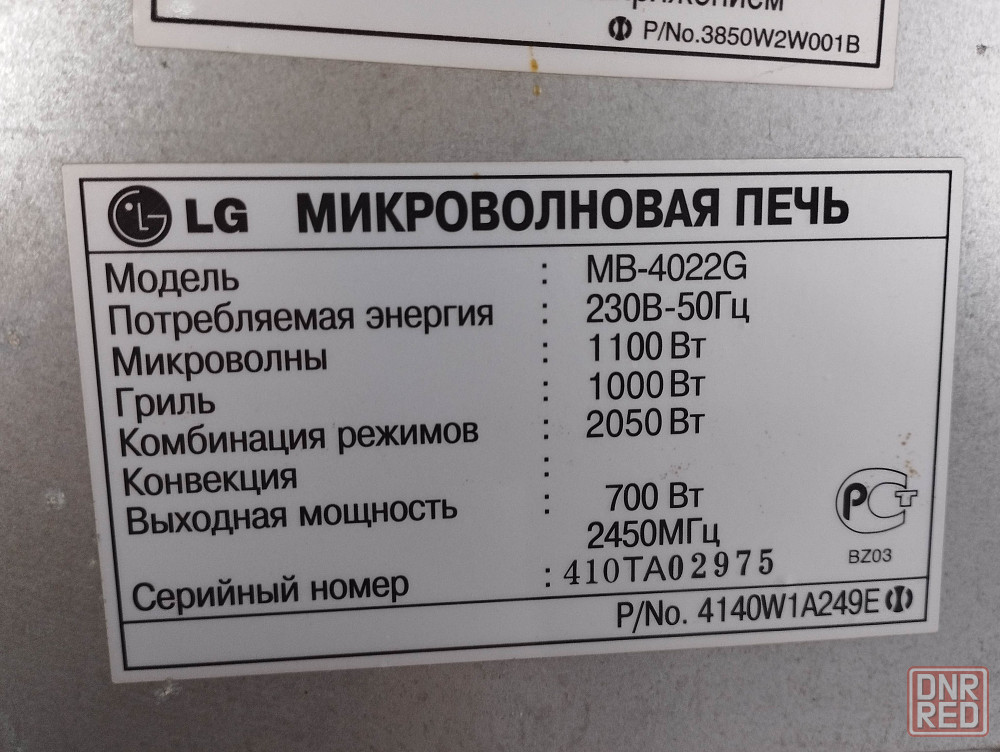 P/No.3850W2W001B
LG МИКРОВОЛНОВАЯ ПЕЧЬ
Модель : MB-4022G
Потребляемая энергия : 230В-50Гц
Микроволны : 1100 Вт
Гриль : 1000 Вт
Комбинация режимов : 2050 Вт
Конвекция :
Выходная мощность : 700 Вт
2450МГц
Серийный номер : 410TA02975
РСТ
BZ03
P/No. 4140W1A249E
DNR
RED